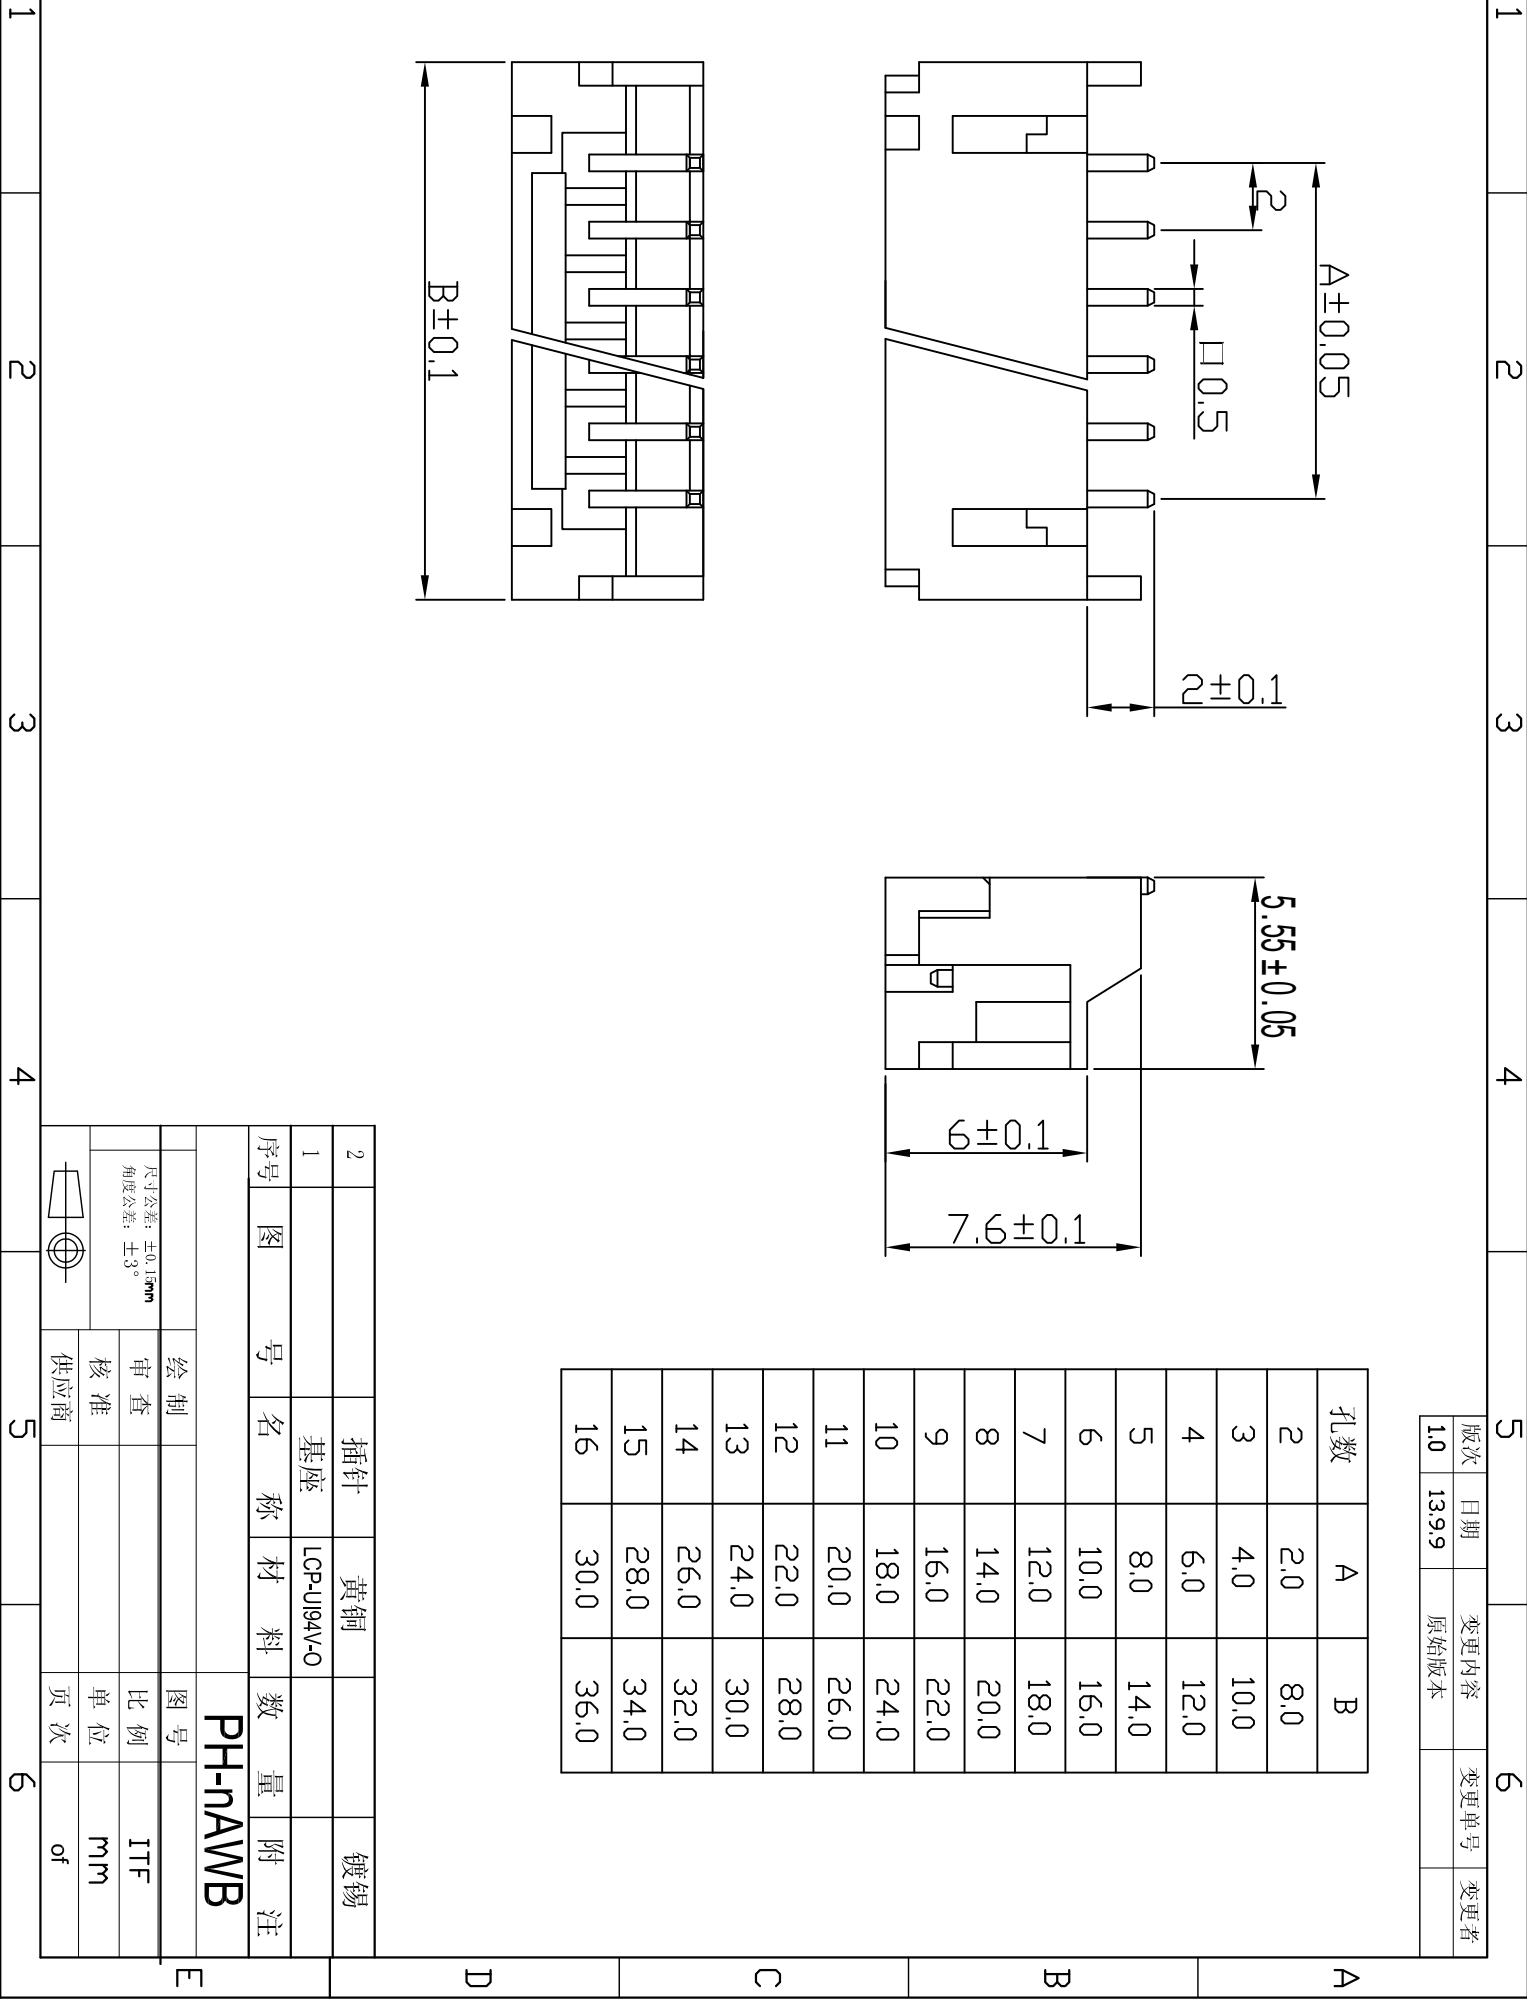 1
2
3
4
5
6
A
B
C
D
E
版次 日期 变更内容 变更单号 变更者
1.0 13.9.9 原始版本
A±0.05
2
口0.5
2±0.1
B±0.1
5.55±0.05
6±0.1
7.6±0.1
孔数 A B
2 2.0 8.0
3 4.0 10.0
4 6.0 12.0
5 8.0 14.0
6 10.0 16.0
7 12.0 18.0
8 14.0 20.0
9 16.0 22.0
10 18.0 24.0
11 20.0 26.0
12 22.0 28.0
13 24.0 30.0
14 26.0 32.0
15 28.0 34.0
16 30.0 36.0
2 插针 黄铜 镀锡
1 基座 LCP-Ul94V-0
序号 图号 名称 材料 数量 附注
PH-nAWB
绘制 图号
尺寸公差: ±0.15mm
角度公差: ±3°
审查 比例 1TF
核准 单位 mm
供应商 页次 of
1
2
3
4
5
6